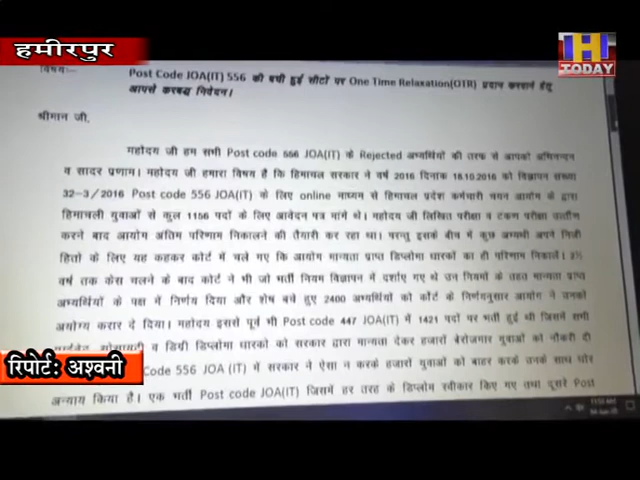 हमीरपुर
H
TODAY
विषय:-
Post Code JOA(IT) 556 की बची हुई सीटों पर One Time Relaxation(OTR) प्रदान करवाने हेतू
आपसे करबद्ध निवेदन।
श्रीमान जी,
महोदय जी हम सभी Post code 556 JOA(IT) के Rejected अभ्यर्थियों की तरफ से आपको अभिनन्दन
व सादर प्रणाम। महोदय जी हमारा विषय है कि हिमाचल सरकार ने वर्ष 2016 दिनांक 18.10.2016 को विज्ञापन संख्या
32-3/2016 Post code 556 JOA(IT) के लिए online माध्यम से हिमाचल प्रदेश कर्मचारी चयन आयोग के द्वारा
हिमाचली युवाओं से कुल 1156 पदों के लिए आवेदन पत्र मांगे थे। महोदय जी लिखित परीक्षा व टंकण परीक्षा उत्तीर्ण
करने बाद आयोग अंतिम परिणाम निकालने की तैयारी कर रहा था। परन्तु इसके बीच में कुछ अभ्यर्थी अपने निजी
हितों के लिए यह कहकर कोर्ट में चले गए कि आयोग मान्यता प्राप्त डिप्लोमा धारकों का ही परिणाम निकालें।
वर्ष तक केस चलने के बाद कोर्ट ने भी जो भर्ती नियम विज्ञापन में दर्शाए गए थे उन नियमों के तहत मान्यता प्राप्त
अभ्यर्थियों के पक्ष में निर्णय दिया और शेष बचे हुए 2400 अभ्यर्थियों को कोर्ट के निर्णयनुसार आयोग ने उनको
अयोग्य करार दे दिया। महोदय इससे पूर्व भी Post code 447 JOA(IT) में 1421 पदों पर भर्ती हुई थी जिसमें सभी
व डिग्री डिप्लोमा धारकों को सरकार द्वारा मान्यता देकर हजारों बेरोजगार युवाओं को नौकरी दी
Code 556 JOA (IT) में सरकार ने ऐसा न करके हजारों युवाओं को बाहर करके उनके साथ घोर
अन्याय किया है। एक भर्ती Post code JOA(IT) जिसमें हर तरह के डिप्लोम स्वीकार किए गए तथा दूसरे Post
रिपोर्ट: अश्वनी